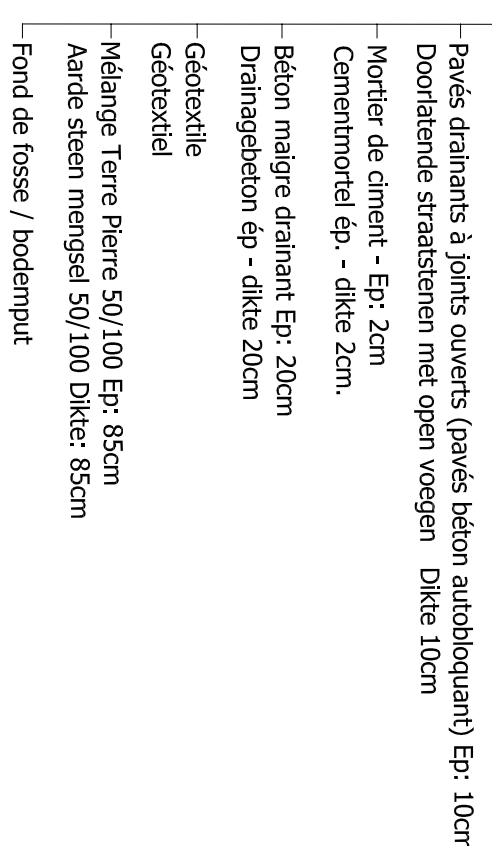 Pavés drainants à joints ouverts (pavés béton autobloquant) Ep: 10cm
Doorlatende straatstenen met open voegen Dikte 10cm
Mortier de ciment - Ep: 2cm
Cementmortel ép. - dikte 2cm.
Béton maigre drainant Ep: 20cm
Drainagebeton ép - dikte 20cm
Géotextile
Géotextiel
Mélange Terre Pierre 50/100 Ep: 85cm
Aarde steen mengsel 50/100 Dikte: 85cm
Fond de fosse / bodemput